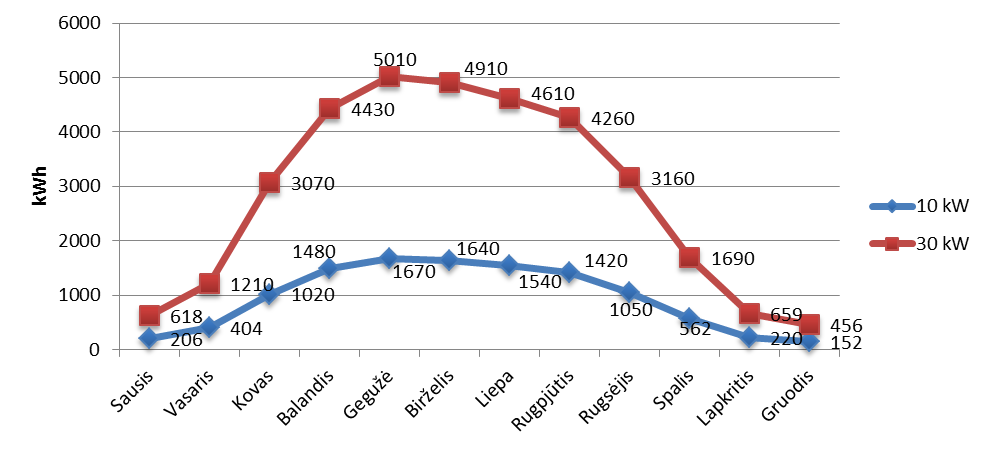 6000
5000
4000
3000
2000
1000
0
kWh
5010
4910
4610
4430
4260
3070
3160
1690
1210
618
659
456
1480
1640
1420
1670
1540
1020
1050
562
404
206
220
152
10 kW
30 kW
Sausis
Vasaris
Kovas
Balandis
Gegužė
Birželis
Liepa
Rugpjūtis
Rugsėjis
Spalis
Lapkritis
Gruodis